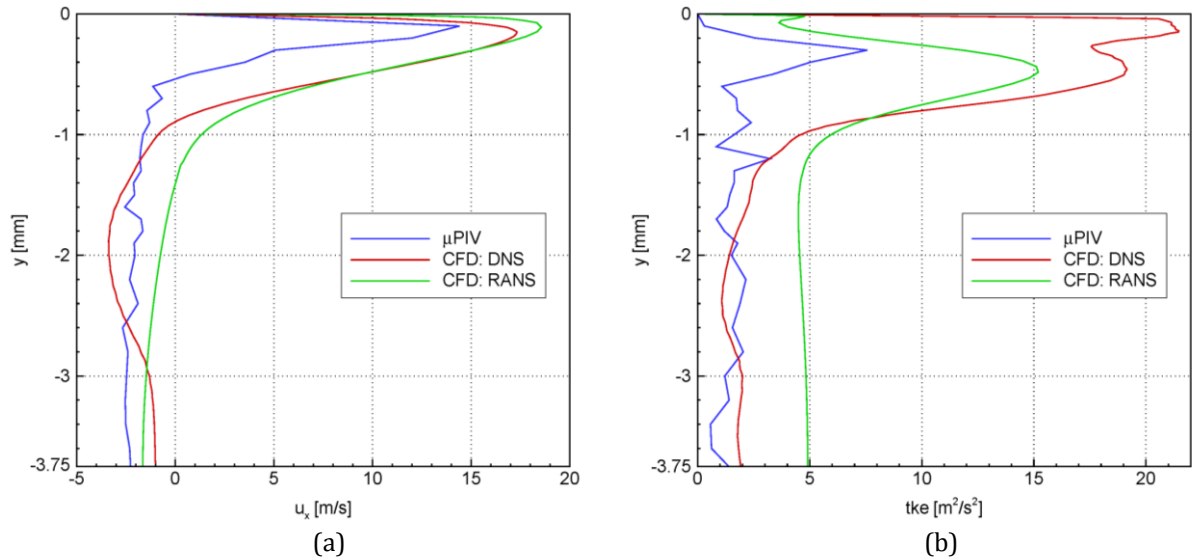 0
-1
-2
-3
-3.75
y [mm]
-5
0
5
10
15
20
uₓ [m/s]
μPIV
CFD: DNS
CFD: RANS
(a)
0
-1
-2
-3
-3.75
y [mm]
0
5
10
15
20
tke [m²/s²]
μPIV
CFD: DNS
CFD: RANS
(b)